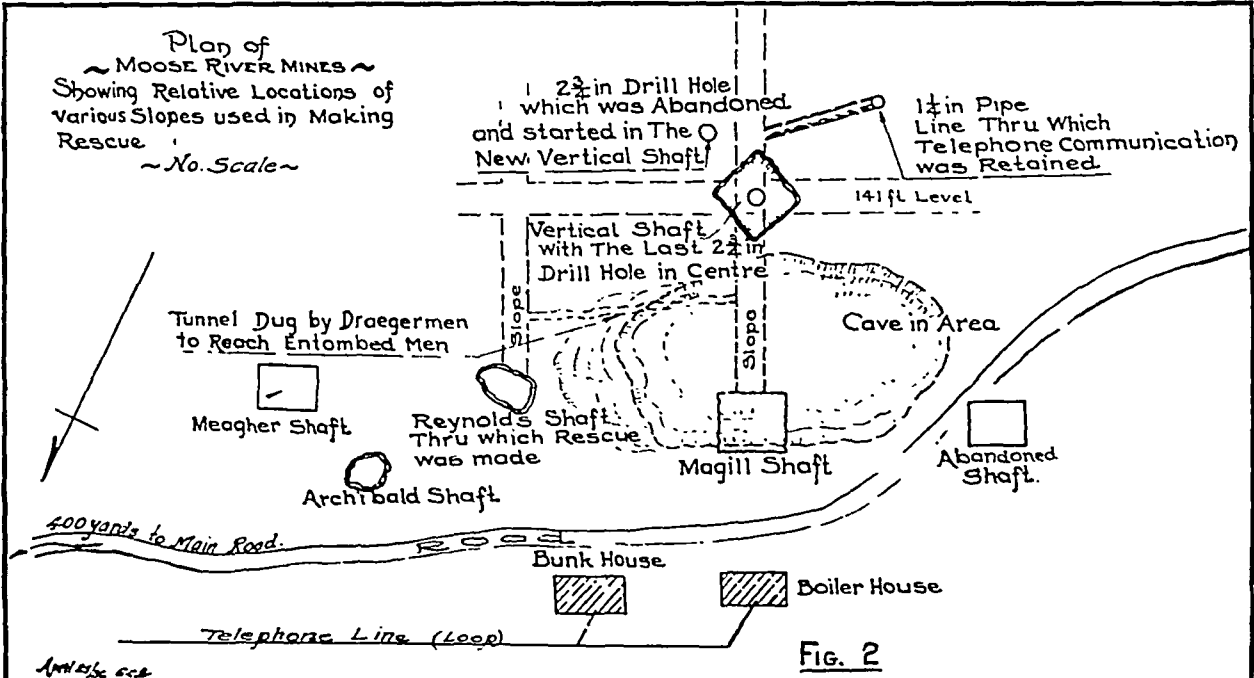 Plan of
~ MOOSE RIVER MINES ~
Showing Relative Locations of
Various Slopes used in Making
Rescue
~ No. Scale ~
2¾ in Drill Hole
which was Abandoned
and started in The
New Vertical Shaft
1¼ in Pipe
Line Thru Which
Telephone Communication
was Retained
141 ft Level
Vertical Shaft
with The Last 2¾ in
Drill Hole in Centre
Slope
Slope
Cave in Area
Tunnel Dug by Draegermen
to Reach Entombed Men
Meagher Shaft
Reynolds Shaft
Thru which Rescue
was made
Magill Shaft
Abandoned
Shaft.
Archibald Shaft
400 yards to Main Road.
Road
Bunk House
Boiler House
Telephone Line (Loop)
FIG. 2
April